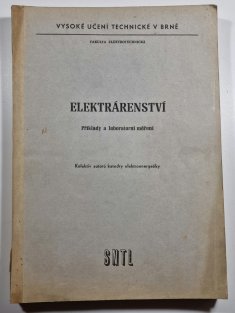 VYSOKÉ UČENÍ TECHNICKÉ V BRNĚ
FAKULTA ELEKTROTECHNICKÁ
ELEKTRÁRENSTVÍ
Příklady a laboratorní měření
Kolektiv autorů katedry elektroenergetiky
SNTL